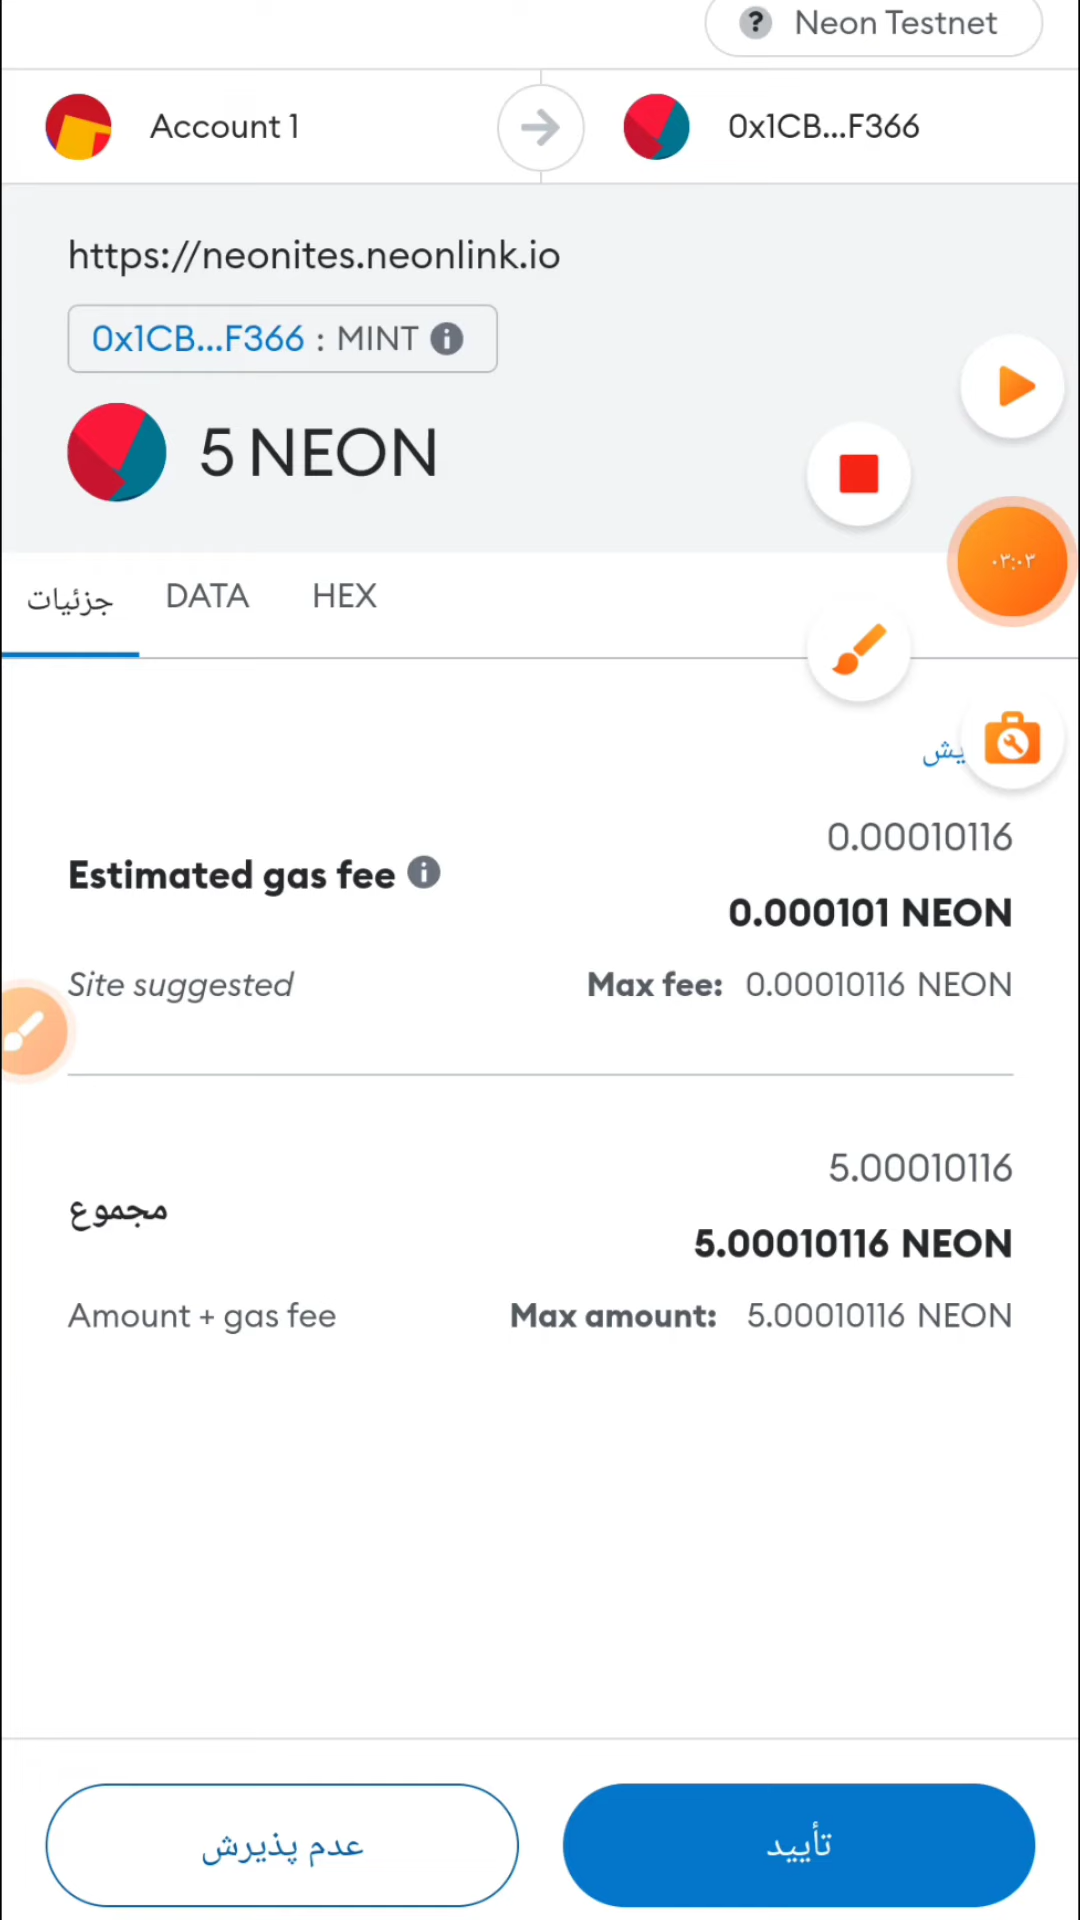 ? Neon Testnet
Account 1
0x1CB...F366
https://neonites.neonlink.io
0x1CB...F366 : MINT
5 NEON
۰۳:۰۳
جزئیات
DATA
HEX
0.00010116
Estimated gas fee
0.000101 NEON
Site suggested
Max fee: 0.00010116 NEON
5.00010116
مجموع
5.00010116 NEON
Amount + gas fee
Max amount: 5.00010116 NEON
عدم پذیرش
تأیید